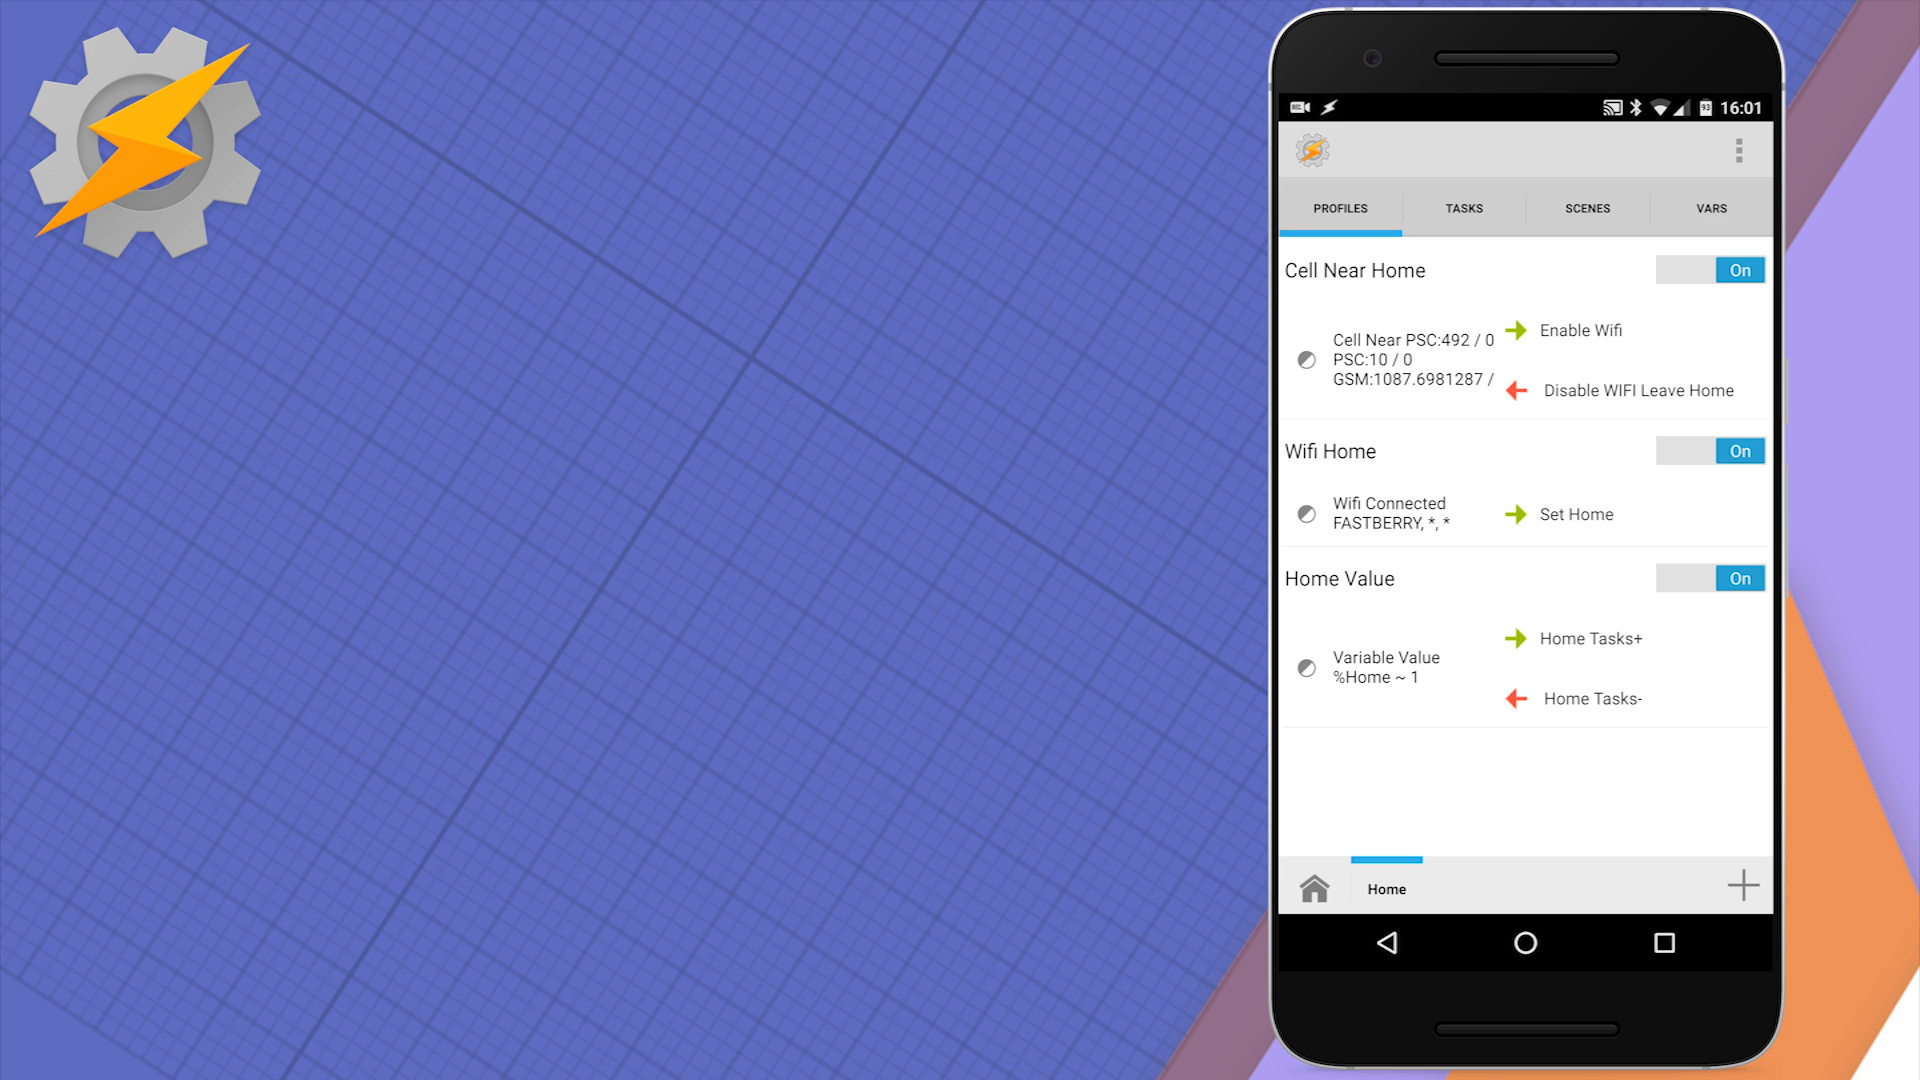 16:01
PROFILES TASKS SCENES VARS
Cell Near Home On
Cell Near PSC:492 / 0
PSC:10 / 0
GSM:1087.6981287 /
Enable Wifi
Disable WIFI Leave Home
Wifi Home On
Wifi Connected
FASTBERRY, *, *
Set Home
Home Value On
Variable Value
%Home ~ 1
Home Tasks+
Home Tasks-
Home